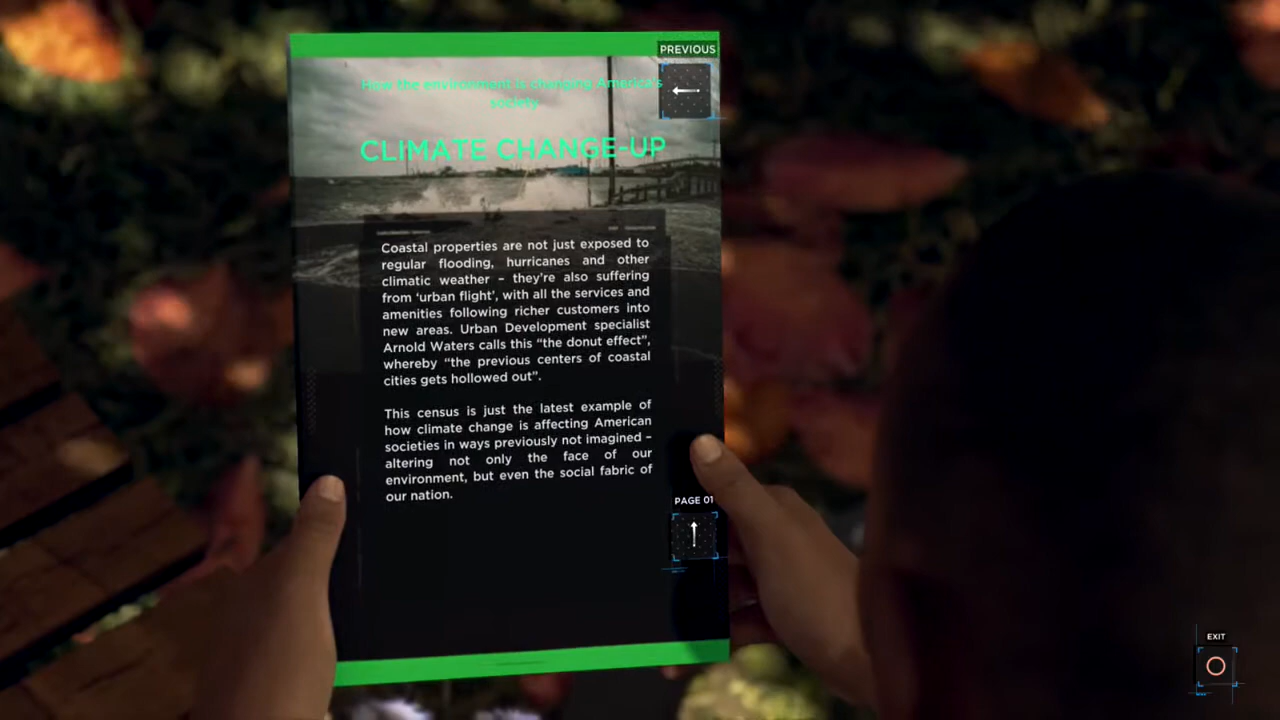 PREVIOUS
How the environment is changing America's
society
CLIMATE CHANGE-UP
Coastal properties are not just exposed to
regular flooding, hurricanes and other
climatic weather – they're also suffering
from ‘urban flight’, with all the services and
amenities following richer customers into
new areas. Urban Development specialist
Arnold Waters calls this “the donut effect”,
whereby “the previous centers of coastal
cities gets hollowed out”.
This census is just the latest example of
how climate change is affecting American
societies in ways previously not imagined –
altering not only the face of our
environment, but even the social fabric of
our nation.
PAGE 01
EXIT